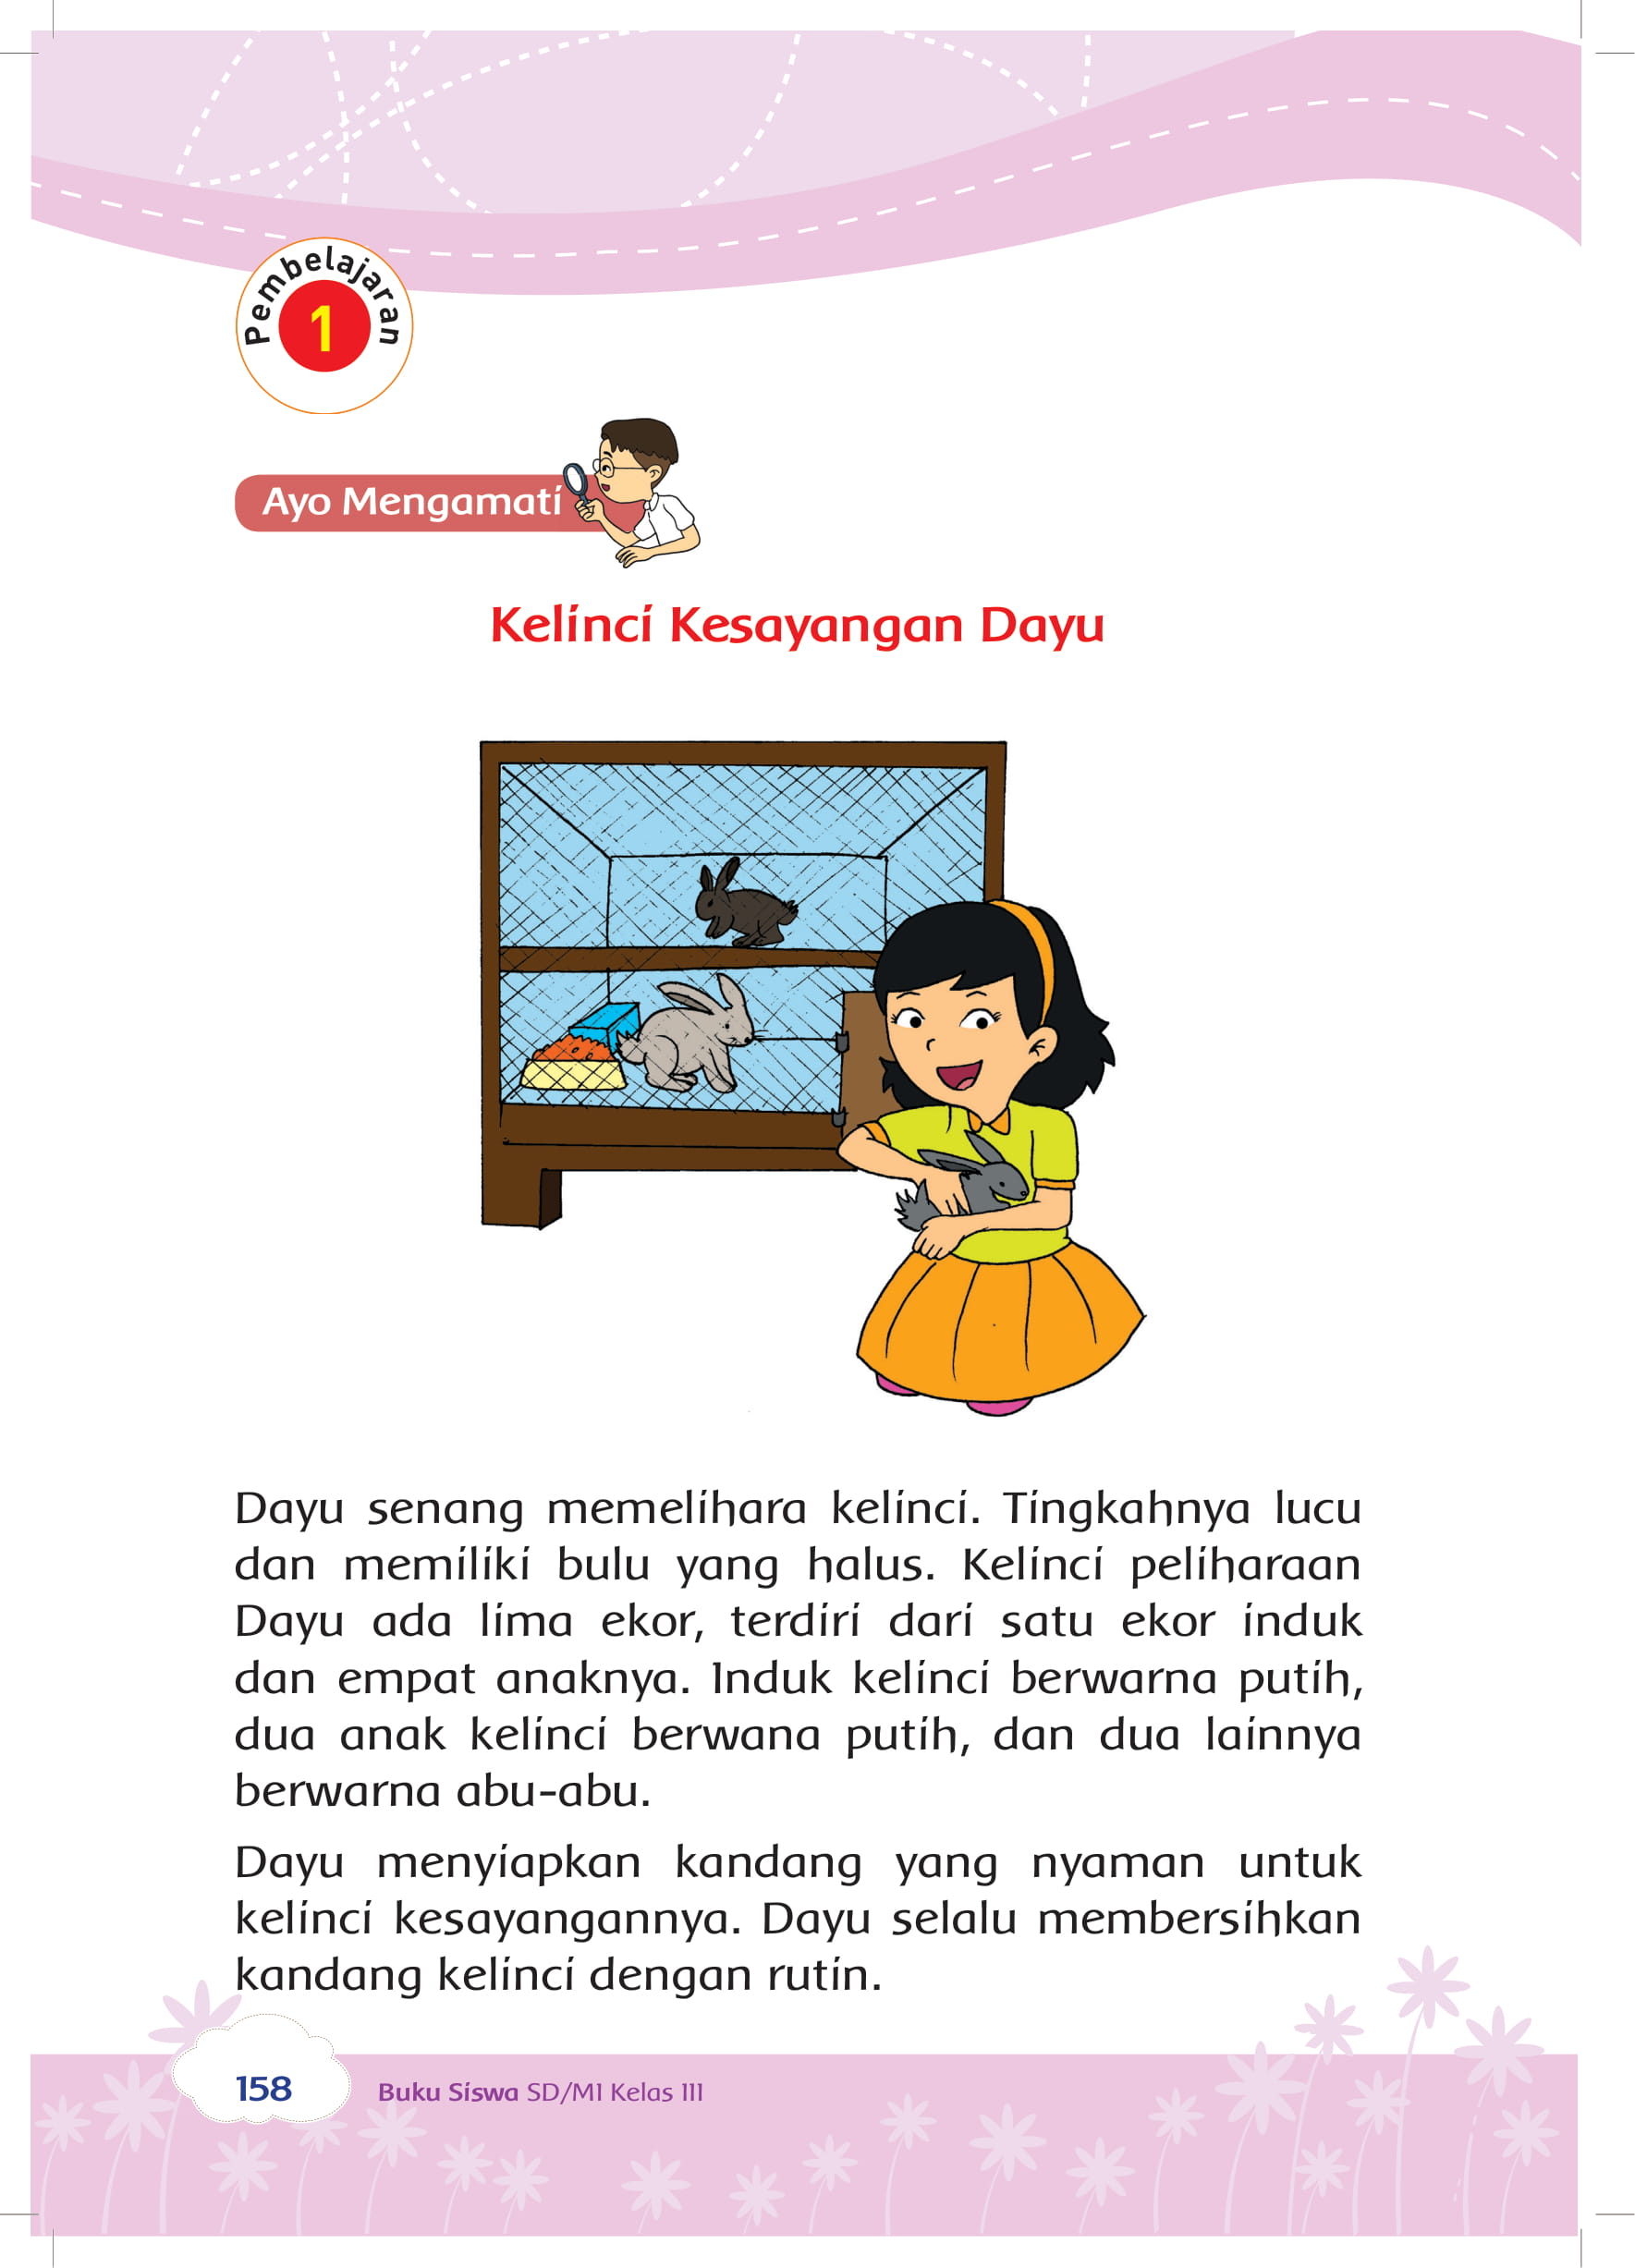 Pembelajaran
1
Ayo Mengamati
Kelinci Kesayangan Dayu
Dayu senang memelihara kelinci. Tingkahnya lucu
dan memiliki bulu yang halus. Kelinci peliharaan
Dayu ada lima ekor, terdiri dari satu ekor induk
dan empat anaknya. Induk kelinci berwarna putih,
dua anak kelinci berwana putih, dan dua lainnya
berwarna abu-abu.
Dayu menyiapkan kandang yang nyaman untuk
kelinci kesayangannya. Dayu selalu membersihkan
kandang kelinci dengan rutin.
158
Buku Siswa SD/MI Kelas III